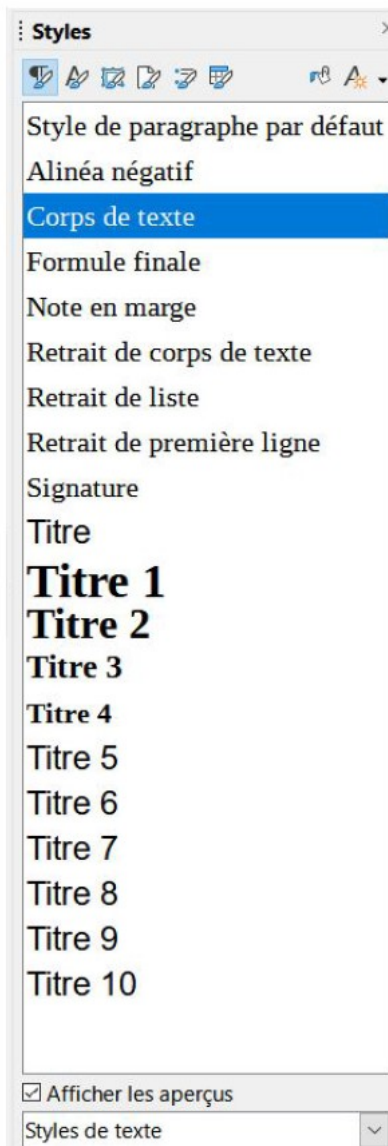 Styles
Style de paragraphe par défaut
Alinéa négatif
Corps de texte
Formule finale
Note en marge
Retrait de corps de texte
Retrait de liste
Retrait de première ligne
Signature
Titre
Titre 1
Titre 2
Titre 3
Titre 4
Titre 5
Titre 6
Titre 7
Titre 8
Titre 9
Titre 10
Afficher les aperçus
Styles de texte